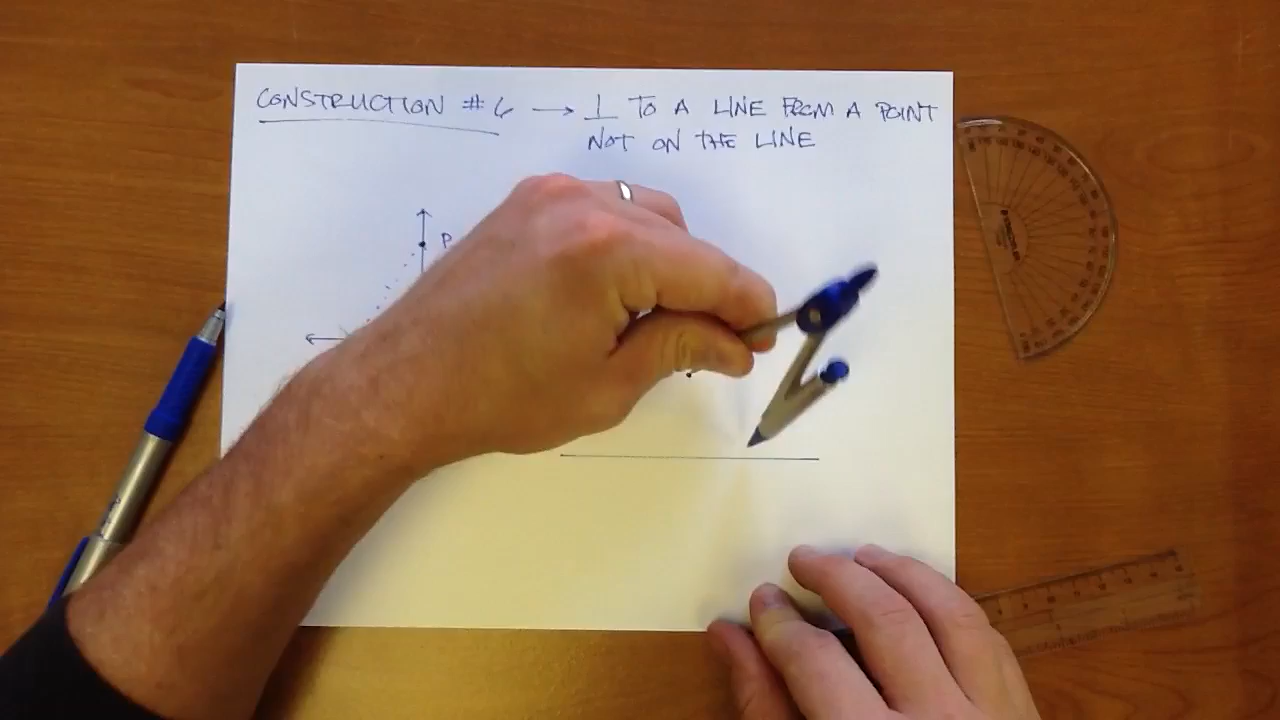 CONSTRUCTION # 6 → ⊥ TO A LINE FROM A POINT
NOT ON THE LINE
P